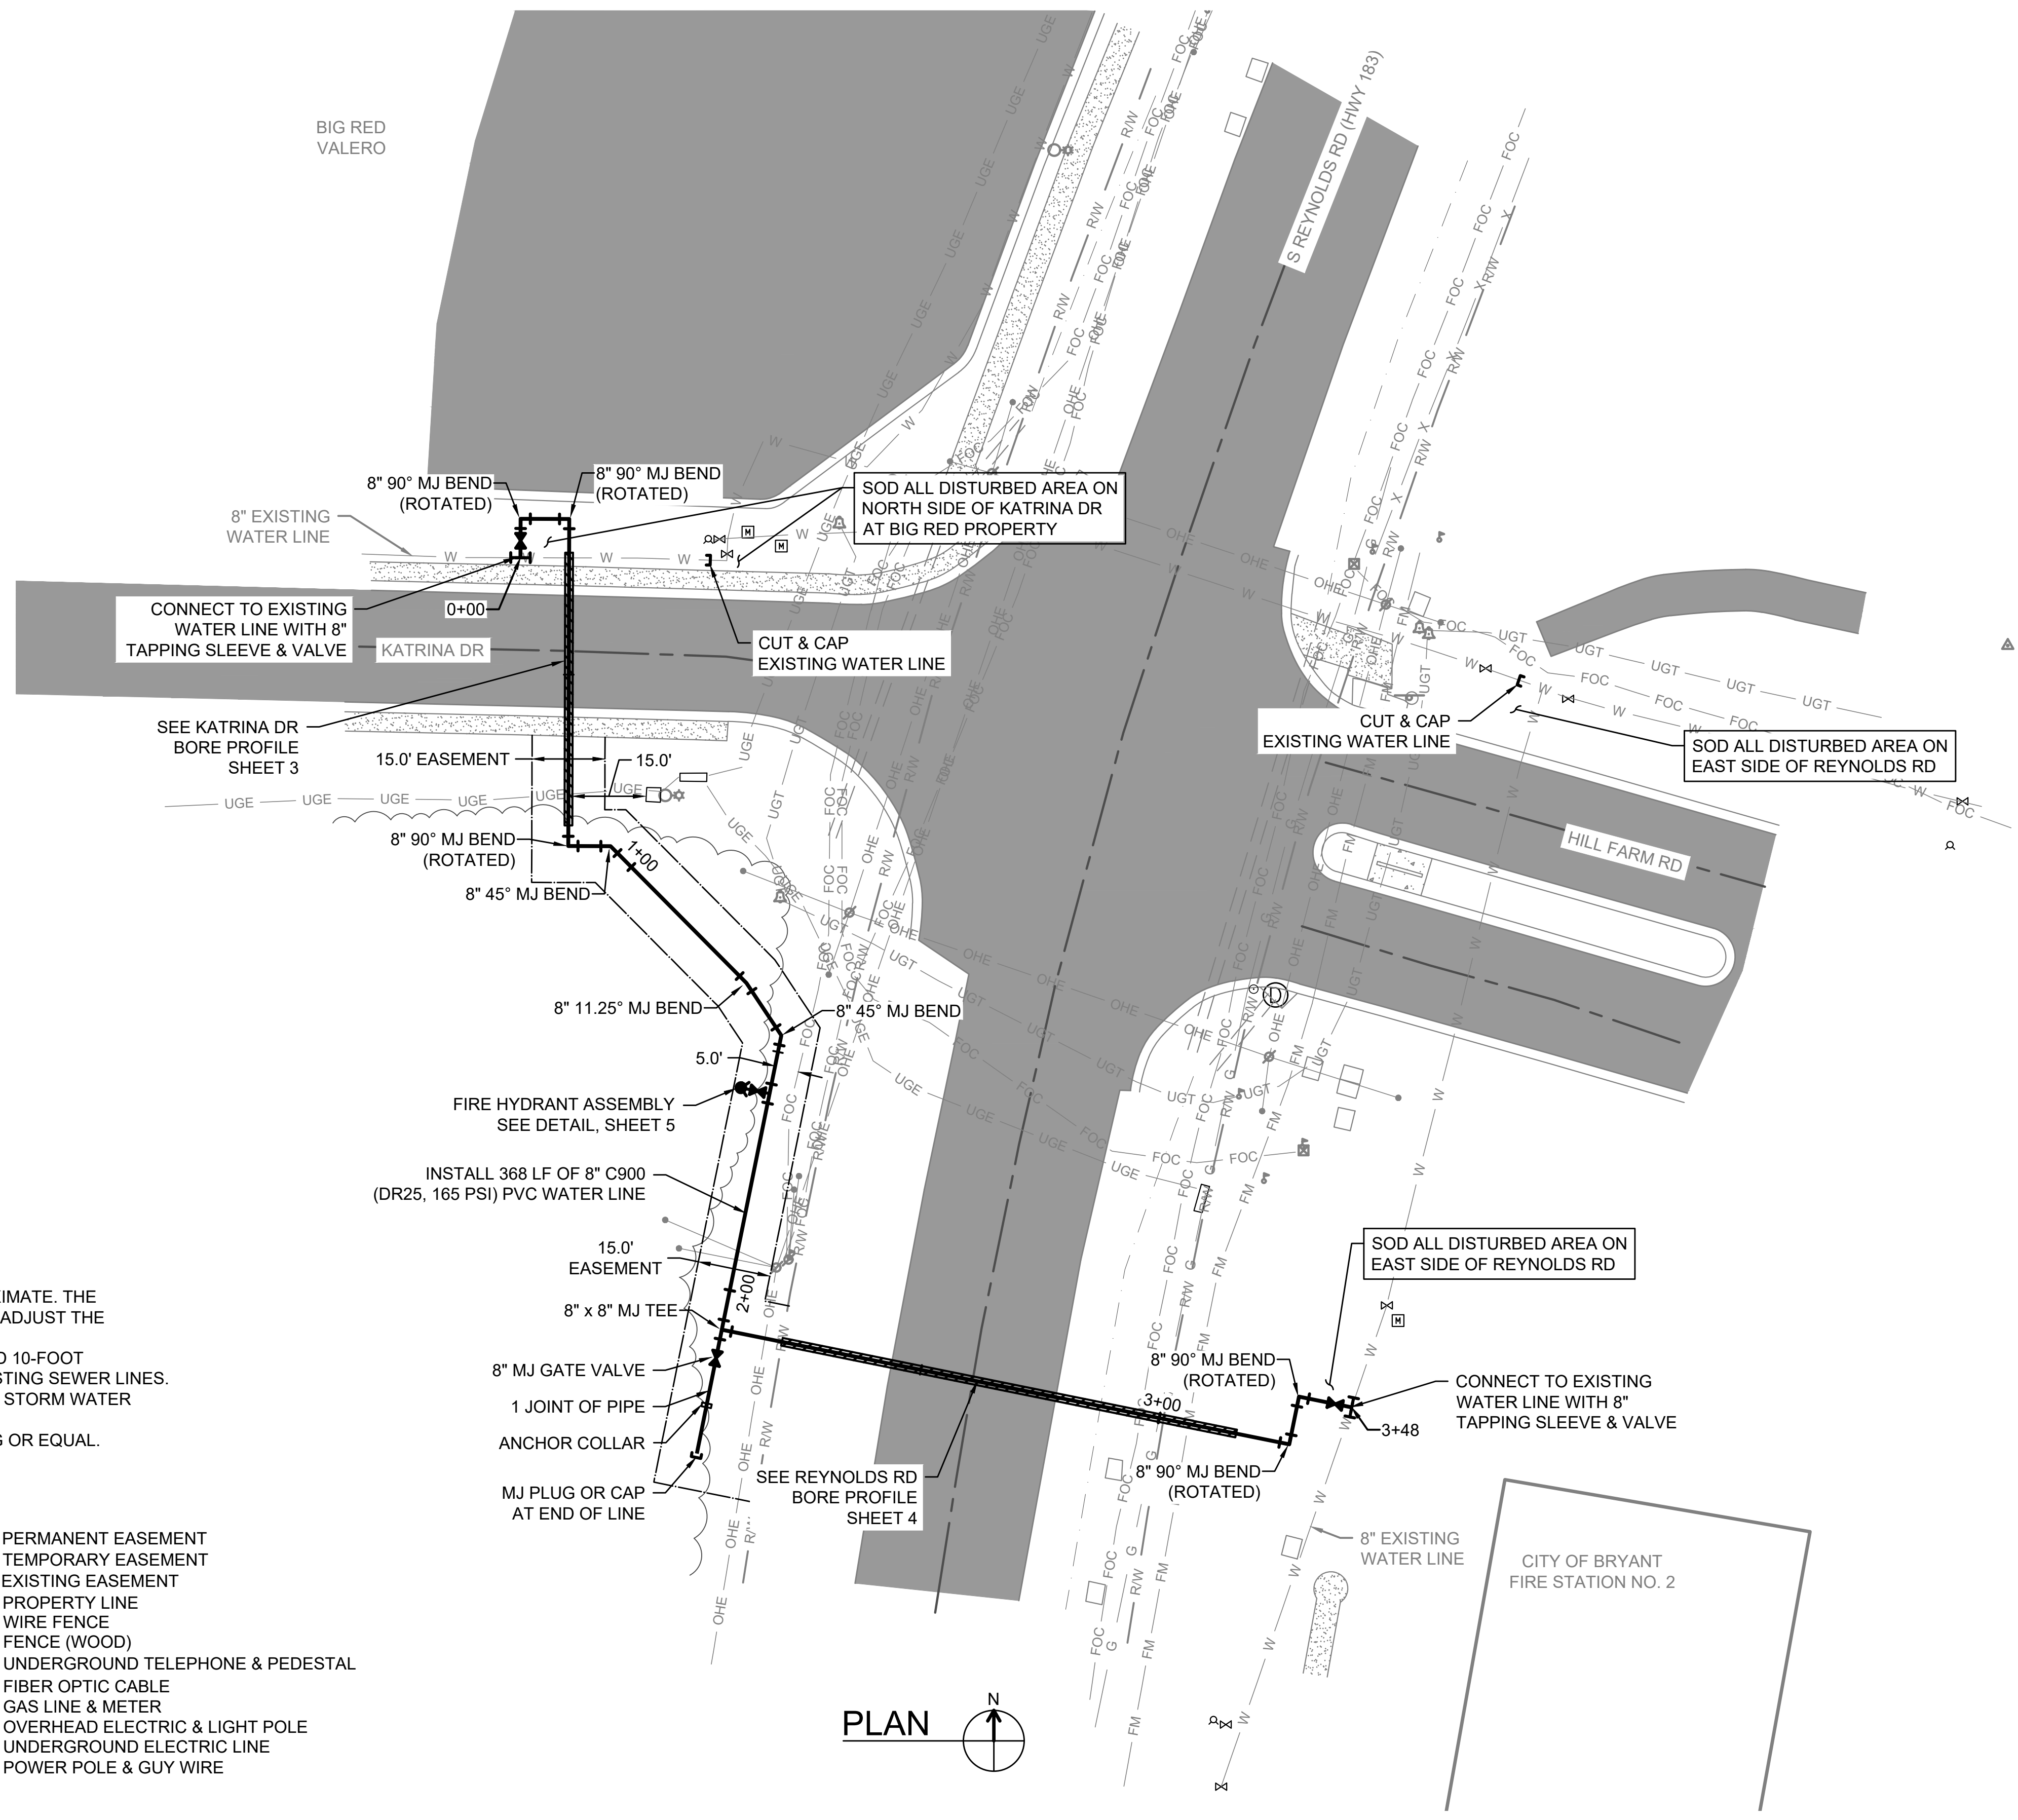 BIG RED
VALERO
S REYNOLDS RD (HWY 183)
8" 90° MJ BEND
(ROTATED)
8" 90° MJ BEND
(ROTATED)
SOD ALL DISTURBED AREA ON
NORTH SIDE OF KATRINA DR
AT BIG RED PROPERTY
8" EXISTING
WATER LINE
CONNECT TO EXISTING
WATER LINE WITH 8"
TAPPING SLEEVE & VALVE
0+00
KATRINA DR
CUT & CAP
EXISTING WATER LINE
SEE KATRINA DR
BORE PROFILE
SHEET 3
15.0' EASEMENT
15.0'
CUT & CAP
EXISTING WATER LINE
SOD ALL DISTURBED AREA ON
EAST SIDE OF REYNOLDS RD
HILL FARM RD
8" 90° MJ BEND
(ROTATED)
1+00
8" 45° MJ BEND
8" 11.25° MJ BEND
8" 45° MJ BEND
D
5.0'
FIRE HYDRANT ASSEMBLY
SEE DETAIL, SHEET 5
INSTALL 368 LF OF 8" C900
(DR25, 165 PSI) PVC WATER LINE
15.0'
EASEMENT
2+00
8" x 8" MJ TEE
8" MJ GATE VALVE
1 JOINT OF PIPE
ANCHOR COLLAR
MJ PLUG OR CAP
AT END OF LINE
SEE REYNOLDS RD
BORE PROFILE
SHEET 4
3+00
SOD ALL DISTURBED AREA ON
EAST SIDE OF REYNOLDS RD
8" 90° MJ BEND
(ROTATED)
CONNECT TO EXISTING
WATER LINE WITH 8"
TAPPING SLEEVE & VALVE
3+48
8" 90° MJ BEND
(ROTATED)
8" EXISTING
WATER LINE
CITY OF BRYANT
FIRE STATION NO. 2
THE
ADJUST THE
10-FOOT
SEWER LINES.
STORM WATER
OR EQUAL.
PERMANENT EASEMENT
TEMPORARY EASEMENT
EXISTING EASEMENT
PROPERTY LINE
WIRE FENCE
FENCE (WOOD)
UNDERGROUND TELEPHONE & PEDESTAL
FIBER OPTIC CABLE
GAS LINE & METER
OVERHEAD ELECTRIC & LIGHT POLE
UNDERGROUND ELECTRIC LINE
POWER POLE & GUY WIRE
PLAN
N